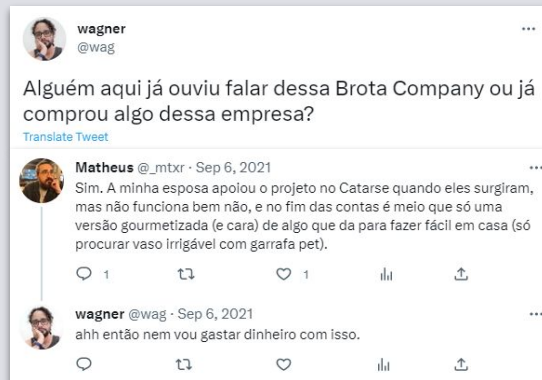 wagner
@wag
Alguém aqui já ouviu falar dessa Brota Company ou já
comprou algo dessa empresa?
Translate Tweet
Matheus @_mtxr · Sep 6, 2021
Sim. A minha esposa apoiou o projeto no Catarse quando eles surgiram,
mas não funciona bem não, e no fim das contas é meio que só uma
versão gourmetizada (e cara) de algo que da para fazer fácil em casa (só
procurar vaso irrigável com garrafa pet).
1 1
wagner @wag · Sep 6, 2021
ahh então nem vou gastar dinheiro com isso.